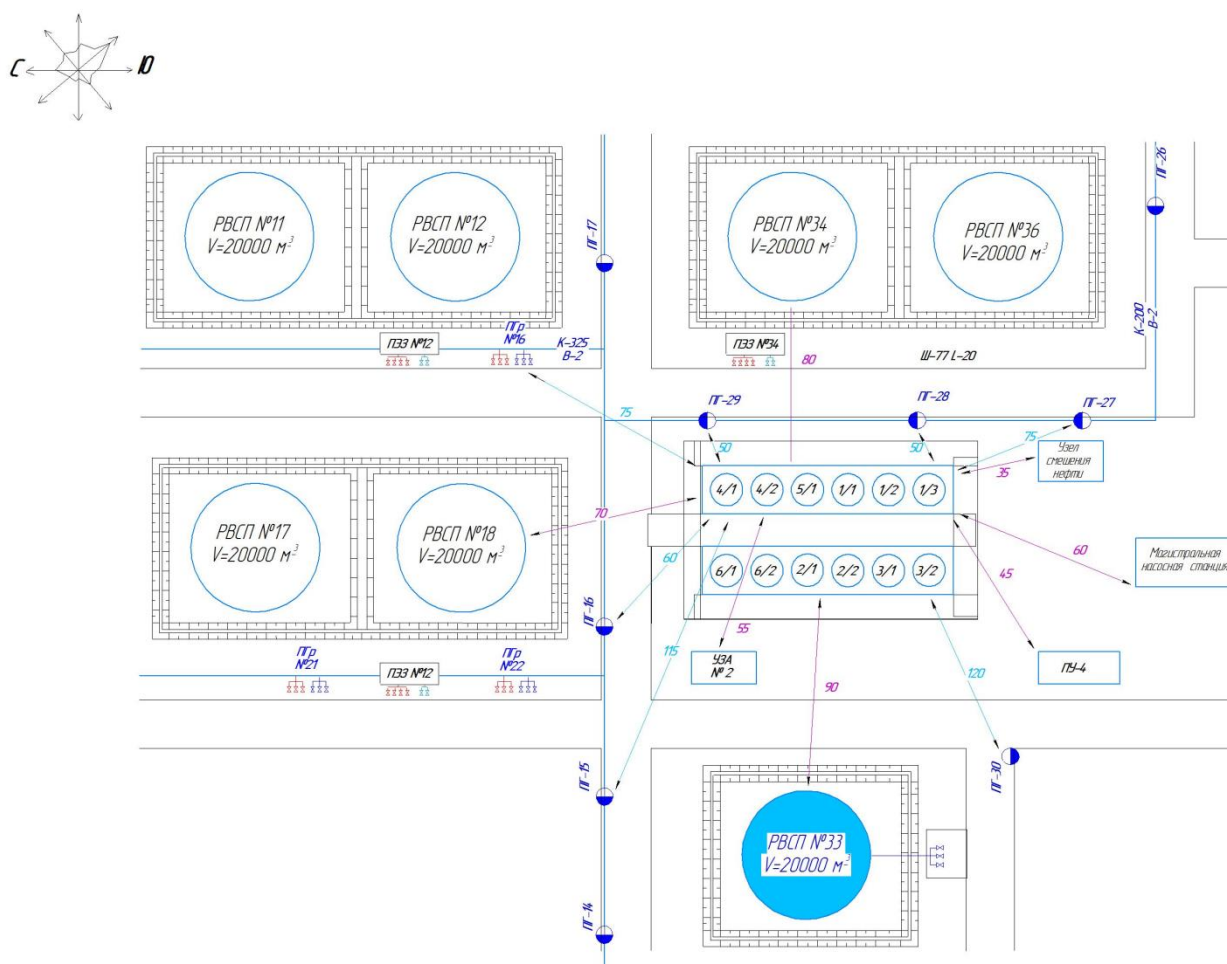 С
Ю
РВСП №11
V=20000 м³
РВСП №12
V=20000 м³
ПГ-17
РВСП №34
V=20000 м³
РВСП №36
V=20000 м³
ПГ-26
ПЭЗ №12
ПГр
№16
К-325
В-2
ПЭЗ №34
80
Ш-77 L-20
К-200
В-2
75
ПГ-29
50
ПГ-28
50
ПГ-27
75
Узел
смешения
нефти
35
4/1
4/2
5/1
1/1
1/2
1/3
РВСП №17
V=20000 м³
РВСП №18
V=20000 м³
70
60
60
Магистральная
насосная станция
45
6/1
6/2
2/1
2/2
3/1
3/2
ПГ-16
55
115
ПГр
№21
ПЭЗ №12
ПГр
№22
УЗА
№ 2
90
120
ПУ-4
ПГ-15
ПГ-30
РВСП №33
V=20000 м³
ПГ-14